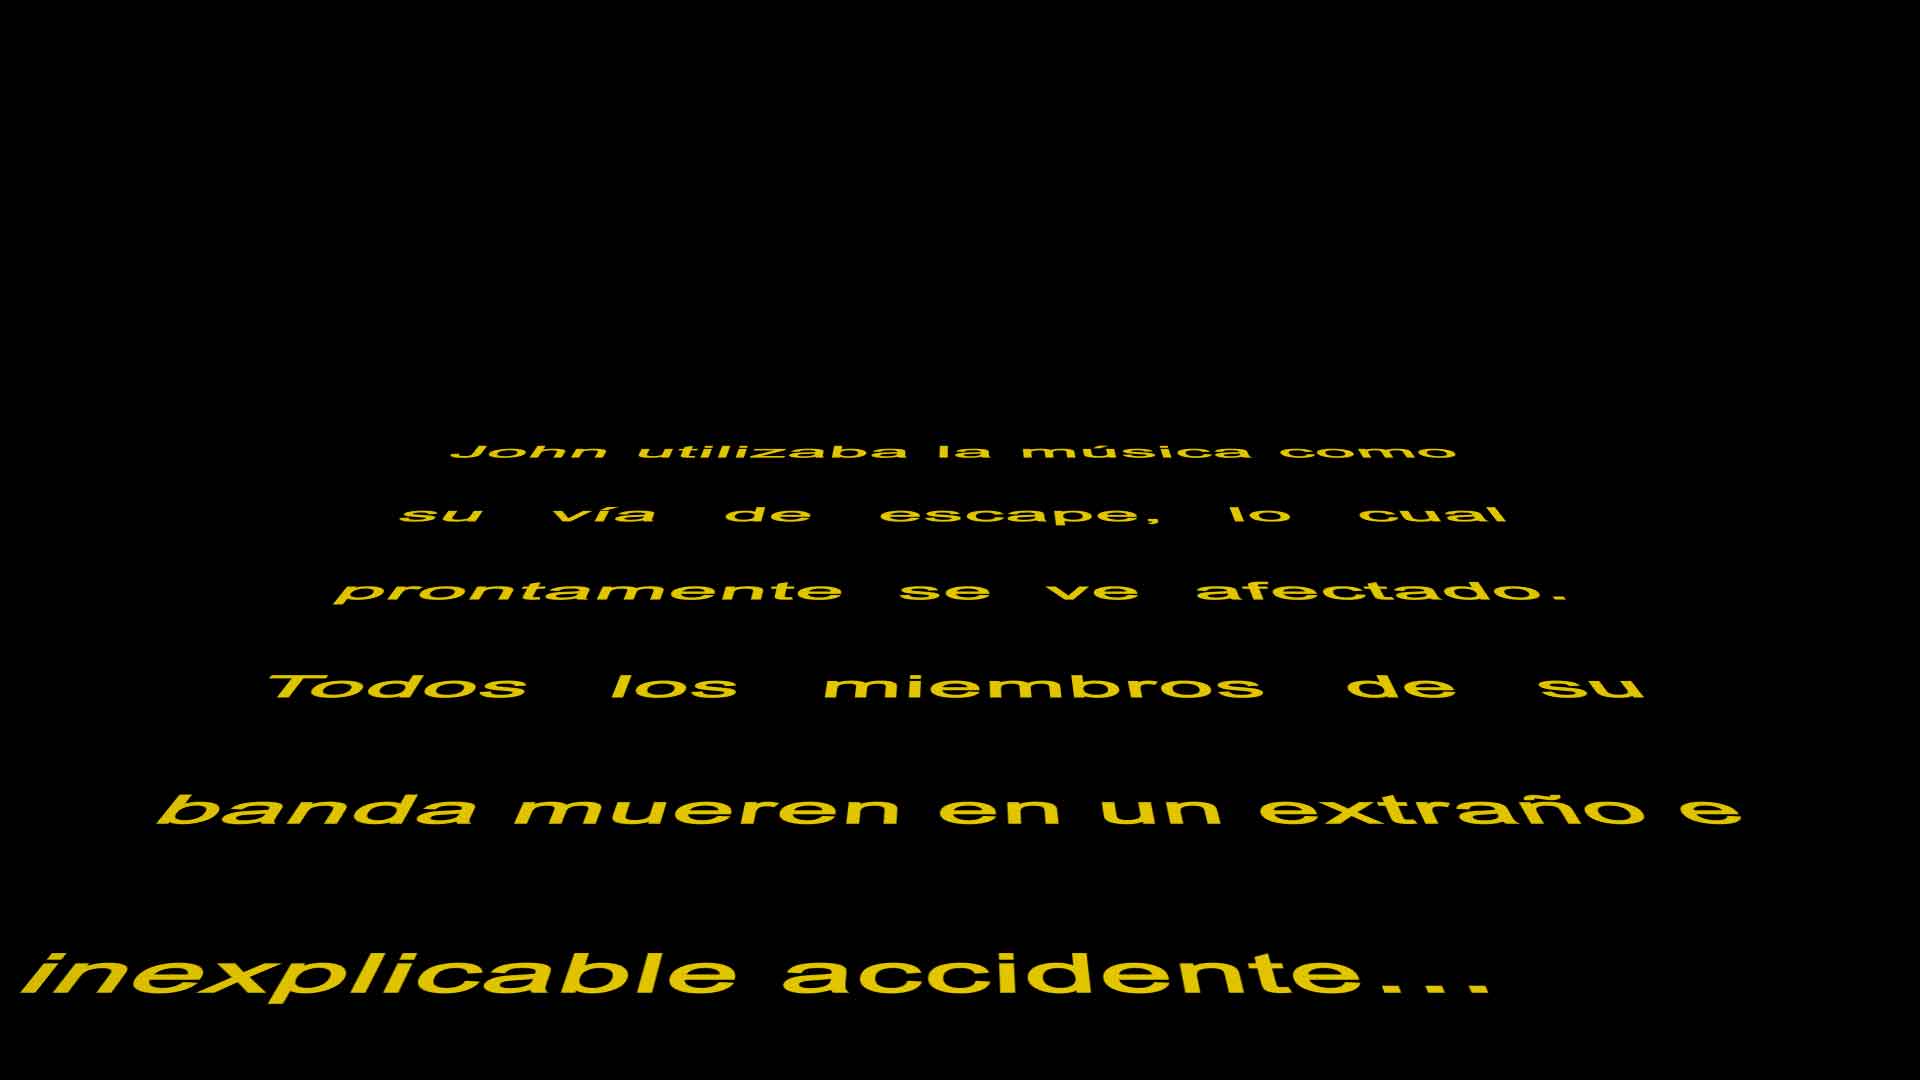 John utilizaba la música como
su vía de escape, lo cual
prontamente se ve afectado.
Todos los miembros de su
banda mueren en un extraño e
inexplicable accidente...